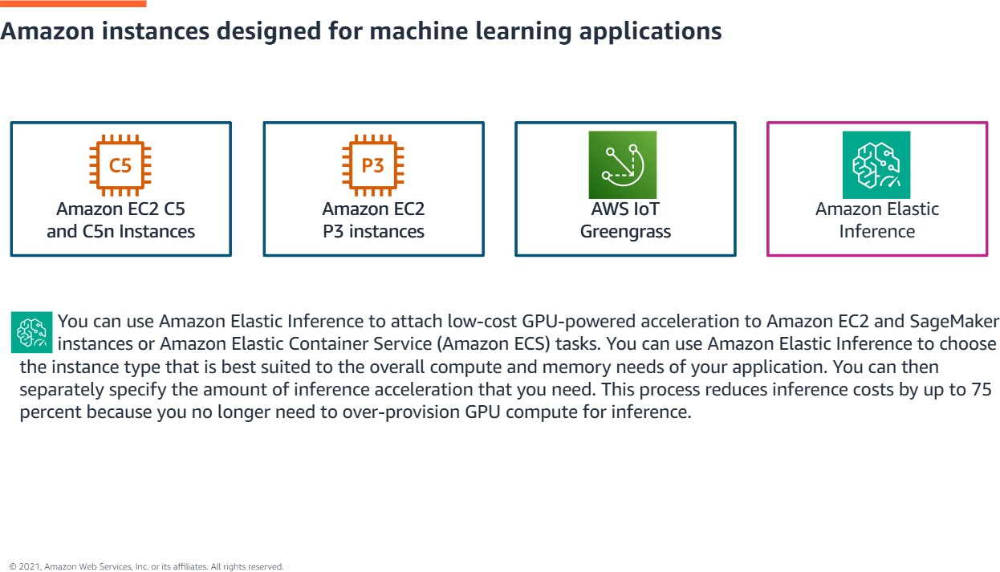 Amazon instances designed for machine learning applications
C5
Amazon EC2 C5
and C5n Instances
P3
Amazon EC2
P3 instances
AWS IoT
Greengrass
Amazon Elastic
Inference
You can use Amazon Elastic Inference to attach low-cost GPU-powered acceleration to Amazon EC2 and SageMaker
instances or Amazon Elastic Container Service (Amazon ECS) tasks. You can use Amazon Elastic Inference to choose
the instance type that is best suited to the overall compute and memory needs of your application. You can then
separately specify the amount of inference acceleration that you need. This process reduces inference costs by up to 75
percent because you no longer need to over-provision GPU compute for inference.
© 2021, Amazon Web Services, Inc. or its affiliates. All rights reserved.